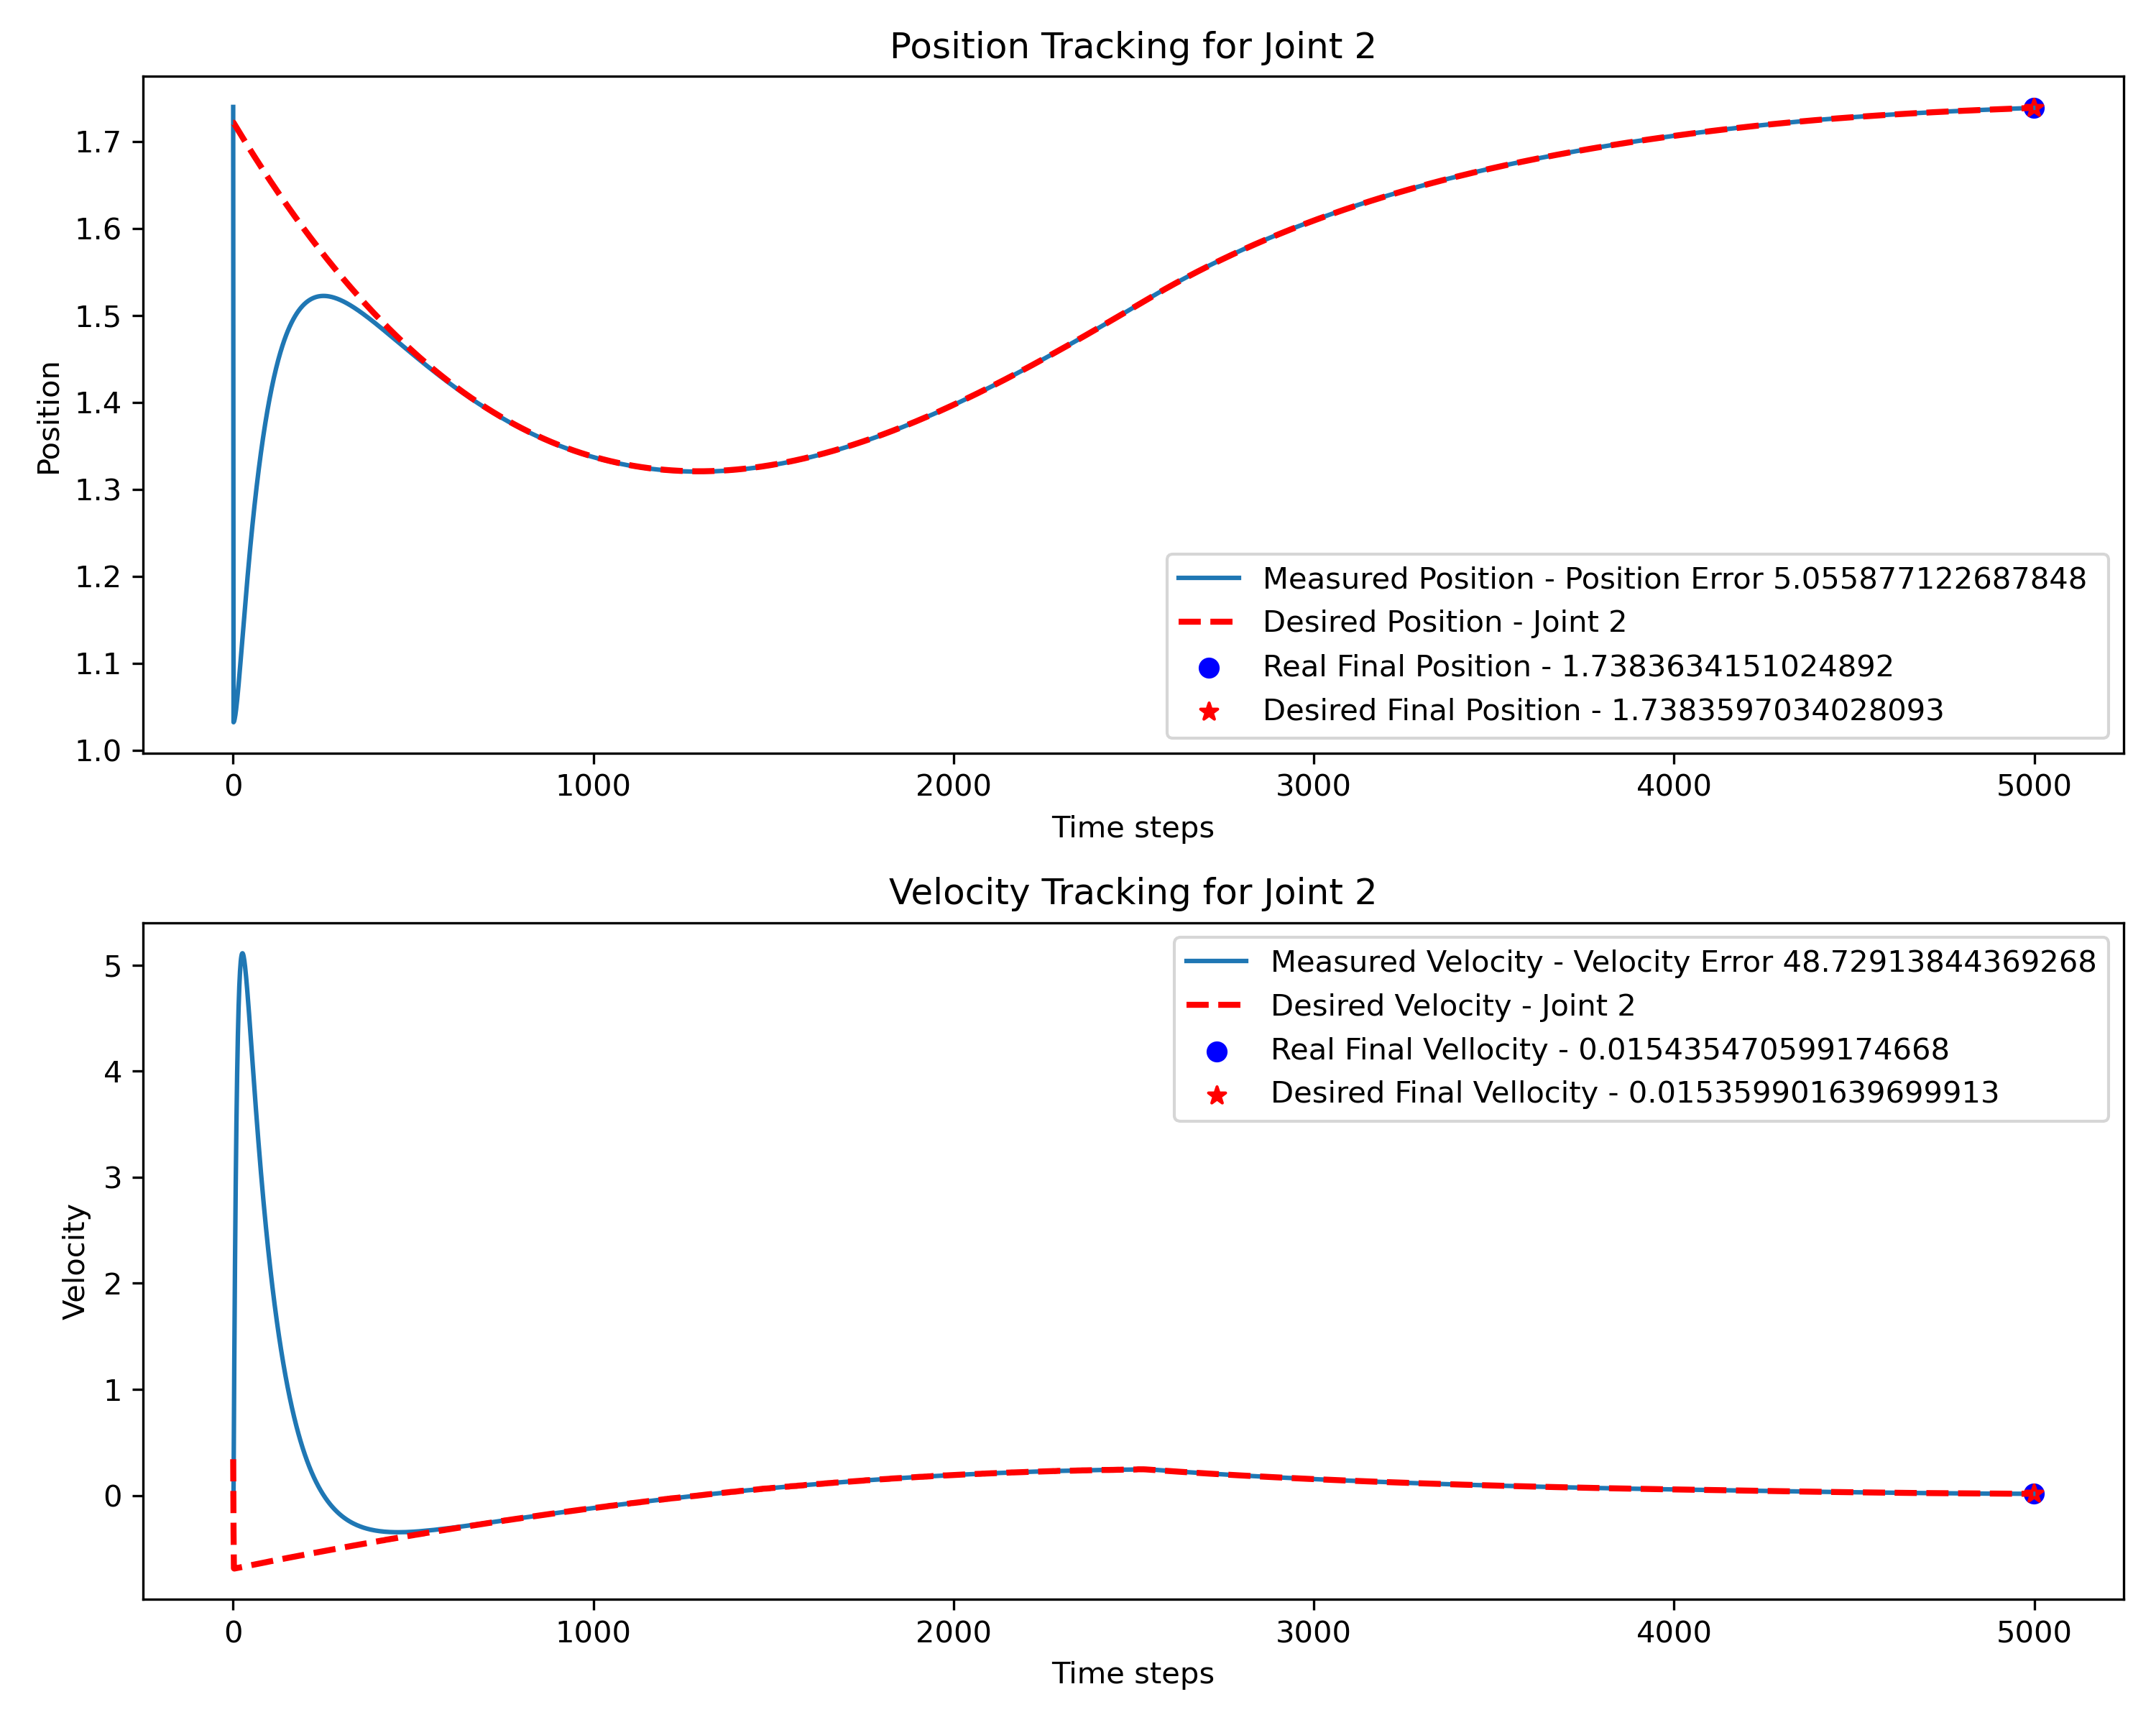 Position Tracking for Joint 2
Position
1.7
1.6
1.5
1.4
1.3
1.2
1.1
1.0
Measured Position - Position Error 5.055877122687848
Desired Position - Joint 2
Real Final Position - 1.7383634151024892
Desired Final Position - 1.7383597034028093
0 1000 2000 3000 4000 5000
Time steps
Velocity Tracking for Joint 2
Velocity
5
4
3
2
1
0
Measured Velocity - Velocity Error 48.72913844369268
Desired Velocity - Joint 2
Real Final Vellocity - 0.015435470599174668
Desired Final Vellocity - 0.015359901639699913
0 1000 2000 3000 4000 5000
Time steps